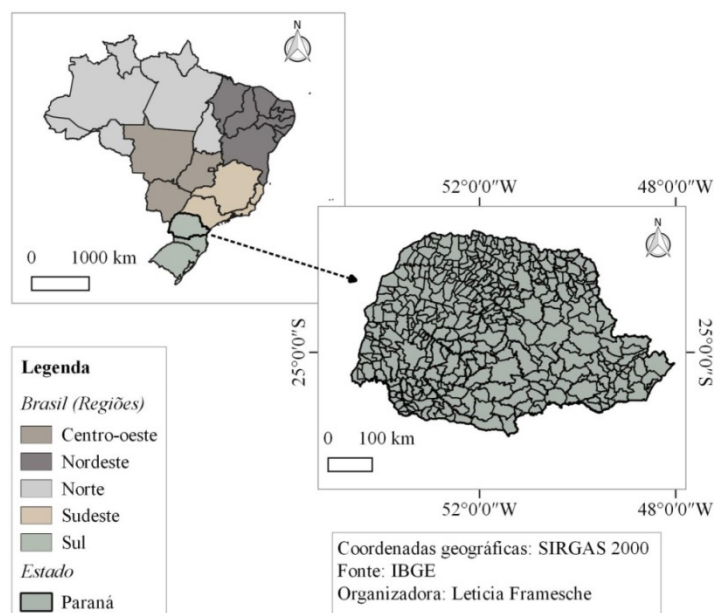 N
0 1000 km
52°0'0"W 48°0'0"W
N
25°0'0"S
25°0'0"S
0 100 km
52°0'0"W 48°0'0"W
Legenda
Brasil (Regiões)
Centro-oeste
Nordeste
Norte
Sudeste
Sul
Estado
Paraná
Coordenadas geográficas: SIRGAS 2000
Fonte: IBGE
Organizadora: Leticia Framesche